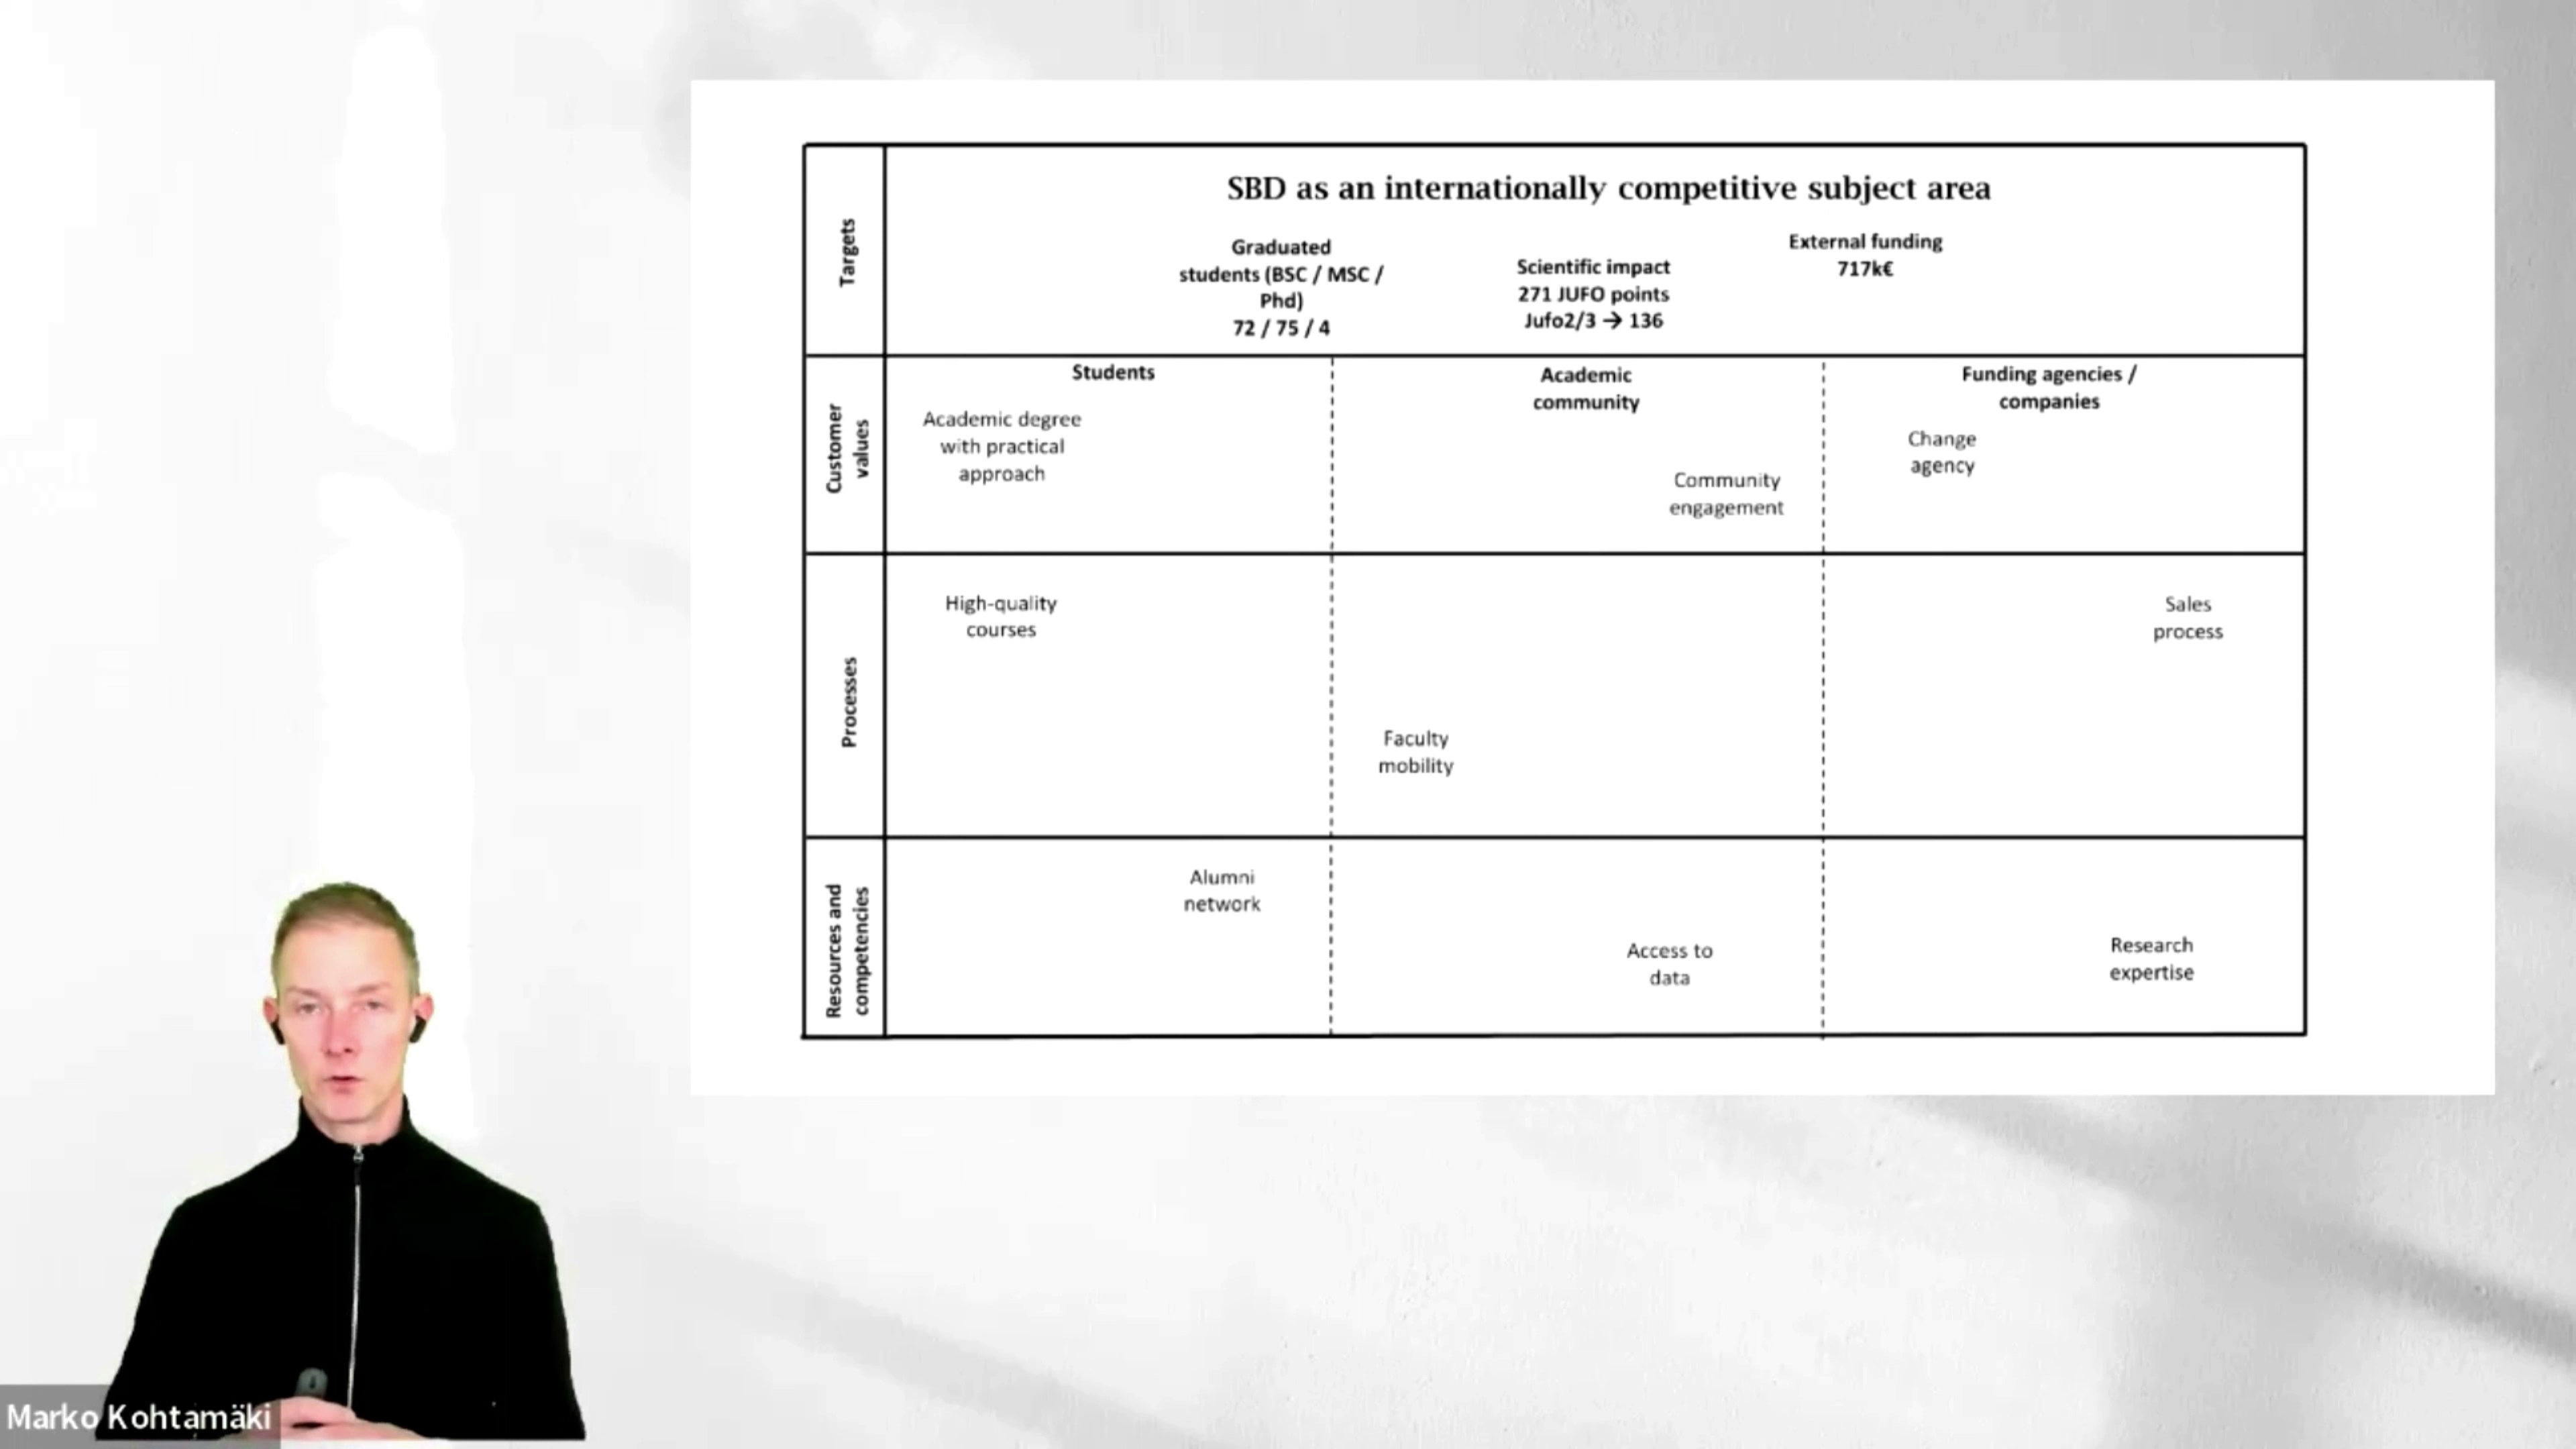 SBD as an internationally competitive subject area
Targets
Graduated
students (BSC / MSC /
Phd)
72 / 75 / 4
Scientific impact
271 JUFO points
Jufo2/3 → 136
External funding
717k€
Customer
values
Students
Academic degree
with practical
approach
Academic
community
Community
engagement
Funding agencies /
companies
Change
agency
Processes
High-quality
courses
Faculty
mobility
Sales
process
Resources and
competencies
Alumni
network
Access to
data
Research
expertise
Marko Kohtamäki